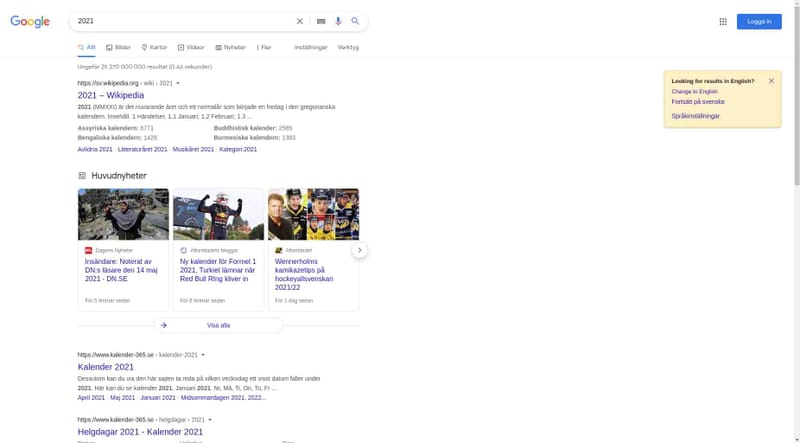 Google
2021
Logga in
Allt
Bilder
Kartor
Videor
Nyheter
Fler
Inställningar
Verktyg
Ungefär 25 270 000 000 resultat (0,44 sekunder)
https://sv.wikipedia.org › wiki › 2021
2021 – Wikipedia
2021 (MMXXI) är det nuvarande året och ett normalår som började en fredag i den gregorianska
kalendern. Innehåll. 1 Händelser. 1.1 Januari; 1.2 Februari; 1.3 ...
Assyriska kalendern: 6771
Buddhistisk kalender: 2565
Bengaliska kalendern: 1428
Burmesiska kalendern: 1383
Avlidna 2021 · Litteraturåret 2021 · Musikåret 2021 · Kategori:2021
Looking for results in English?
Change to English
Fortsätt på svenska
Språkinställningar
Huvudnyheter
Dagens Nyheter
Insändare: Noterat av
DN:s läsare den 14 maj
2021 - DN.SE
För 5 timmar sedan
Aftonbladets bloggar
Ny kalender för Formel 1
2021, Turkiet lämnar när
Red Bull Ring kliver in
För 6 timmar sedan
Aftonbladet
Wennerholms
kamikazetips på
hockeyallsvenskan
2021/22
För 1 dag sedan
Visa alla
https://www.kalender-365.se › kalender-2021
Kalender 2021
Dessutom kan du via den här sajten ta reda på vilken veckodag ett visst datum faller under
2021. Här kan du se kalender 2021. Januari 2021. Nr, Må, Ti, On, To, Fr ...
April 2021 · Maj 2021 · Januari 2021 · Midsommardagen 2021, 2022...
https://www.kalender-365.se › helgdagar › 2021
Helgdagar 2021 - Kalender 2021